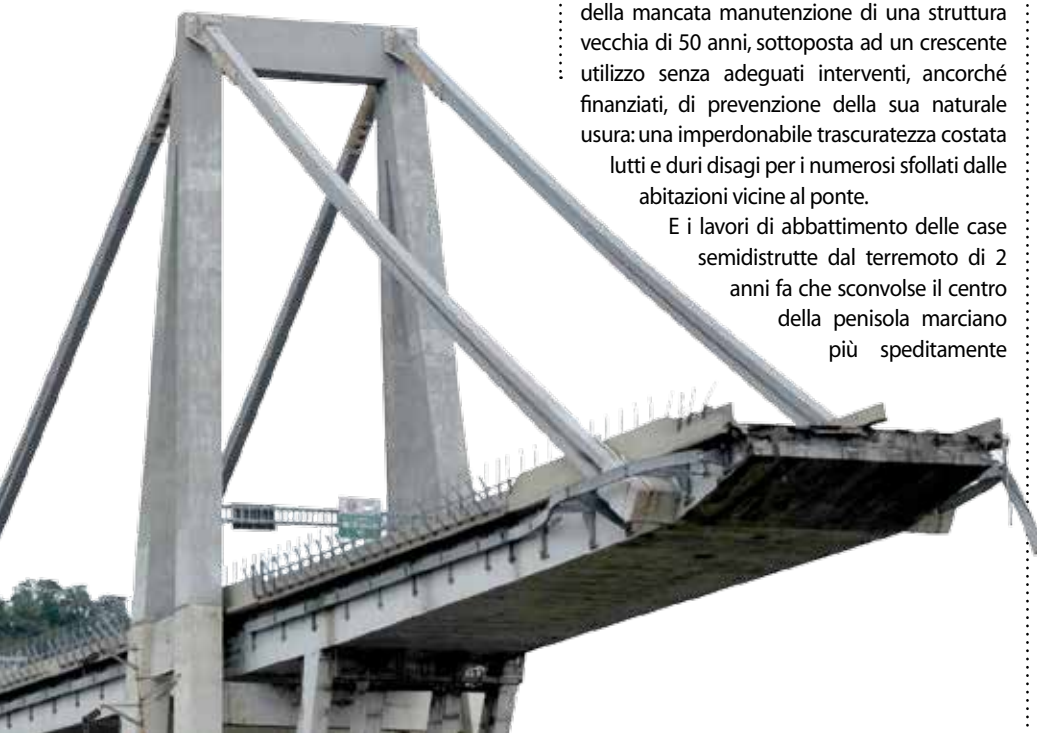 della mancata manutenzione di una struttura
vecchia di 50 anni, sottoposta ad un crescente
utilizzo senza adeguati interventi, ancorché
finanziati, di prevenzione della sua naturale
usura: una imperdonabile trascuratezza costata
lutti e duri disagi per i numerosi sfollati dalle
abitazioni vicine al ponte.
E i lavori di abbattimento delle case
semidistrutte dal terremoto di 2
anni fa che sconvolse il centro
della penisola marciano
più speditamente